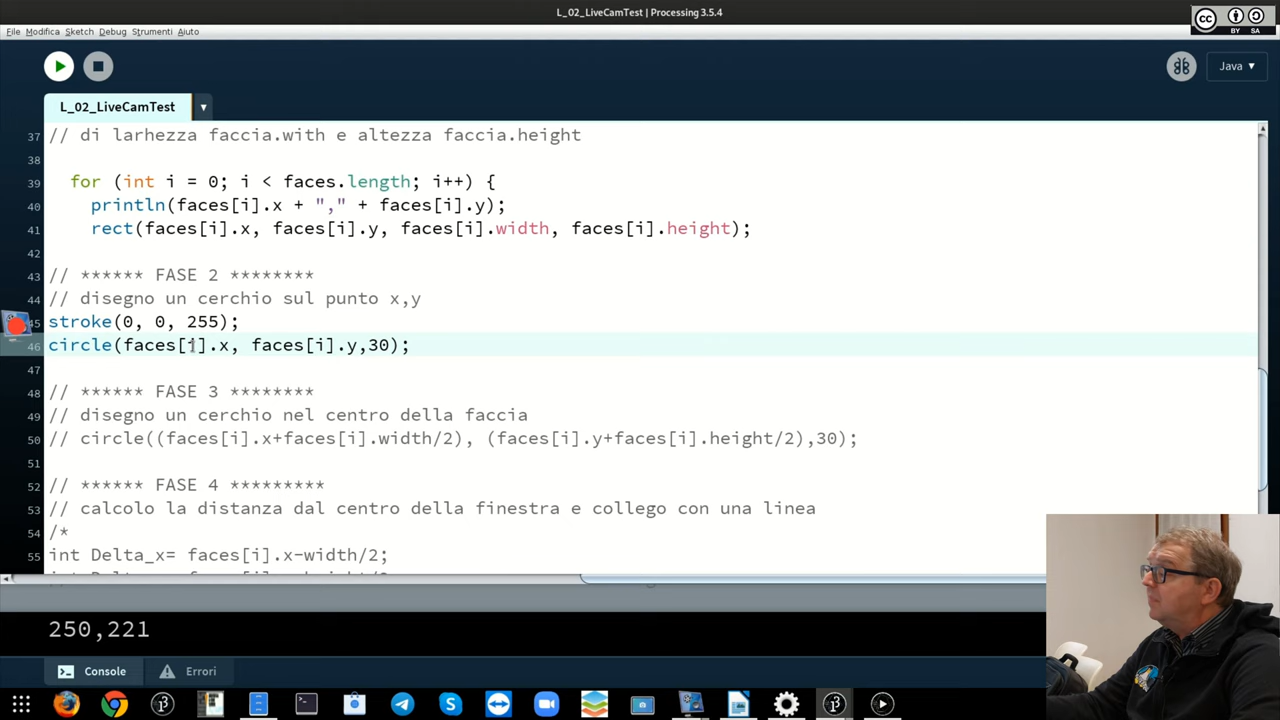 L_02_LiveCamTest | Processing 3.5.4
cc BY SA
File Modifica Sketch Debug Strumenti Aiuto
Java ▼
L_02_LiveCamTest ▼
37 // di larhezza faccia.with e altezza faccia.height
38
39 for (int i = 0; i < faces.length; i++) {
40 println(faces[i].x + "," + faces[i].y);
41 rect(faces[i].x, faces[i].y, faces[i].width, faces[i].height);
42
43 // ****** FASE 2 ********
44 // disegno un cerchio sul punto x,y
45 stroke(0, 0, 255);
46 circle(faces[i].x, faces[i].y,30);
47
48 // ****** FASE 3 ********
49 // disegno un cerchio nel centro della faccia
50 // circle((faces[i].x+faces[i].width/2), (faces[i].y+faces[i].height/2),30);
51
52 // ****** FASE 4 *********
53 // calcolo la distanza dal centro della finestra e collego con una linea
54 /*
55 int Delta_x= faces[i].x-width/2;
250,221
Console Errori